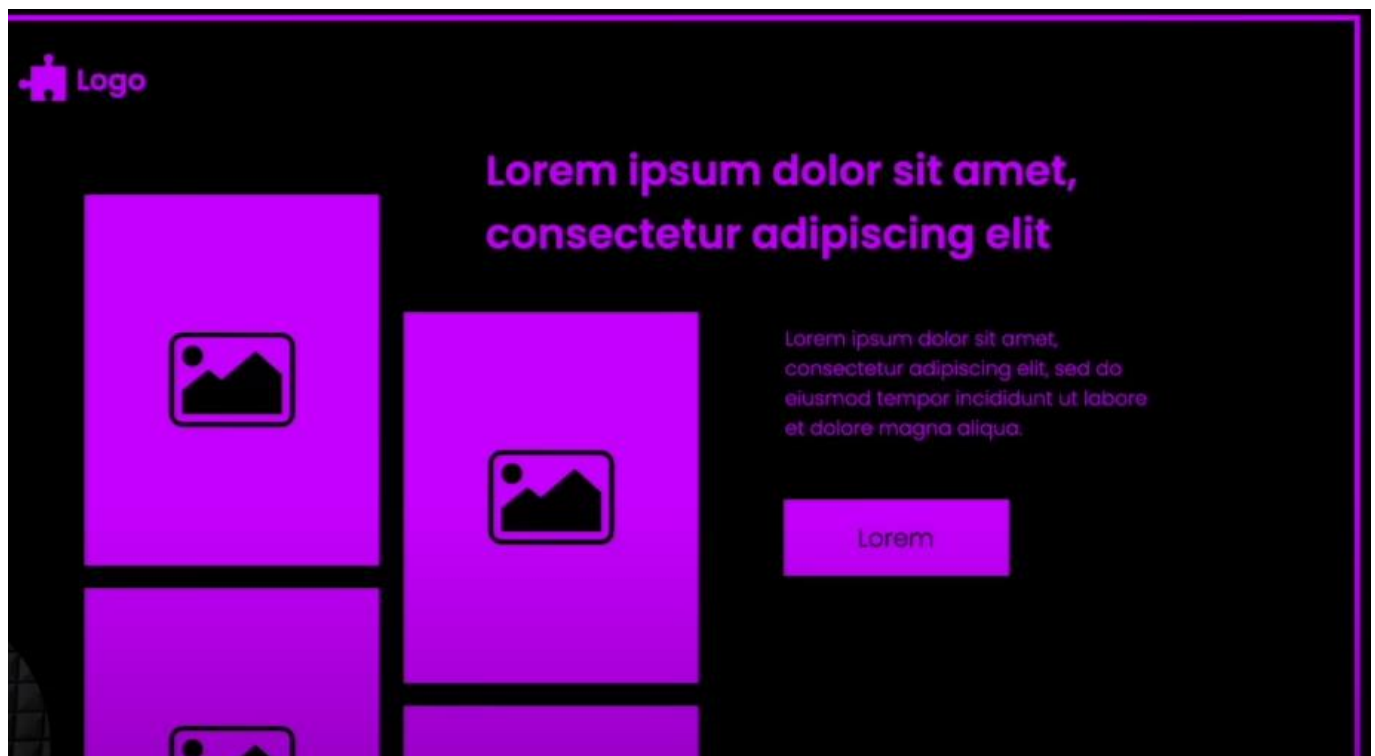 Logo
Lorem ipsum dolor sit amet,
consectetur adipiscing elit
Lorem ipsum dolor sit amet,
consectetur adipiscing elit, sed do
eiusmod tempor incididunt ut labore
et dolore magna aliqua.
Lorem